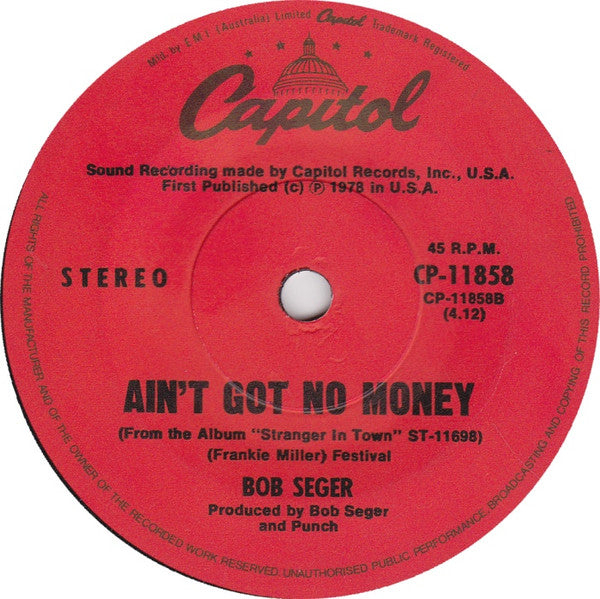 Mfd. by E M I (Australia) Limited Capitol Trademark Registered.
Capitol
Sound Recording made by Capitol Records, Inc., U.S.A.
First Published (c) Ⓟ 1978 in U.S.A.
45 R.P.M.
STEREO
CP-11858
CP-11858B
(4.12)
AIN'T GOT NO MONEY
(From the Album "Stranger in Town" ST-11698)
(Frankie Miller) Festival
BOB SEGER
Produced by Bob Seger
and Punch
ALL RIGHTS OF THE MANUFACTURER AND OF THE OWNER OF THE RECORDED WORK RESERVED. UNAUTHORISED PUBLIC PERFORMANCE, BROADCASTING AND COPYING OF THIS RECORD PROHIBITED